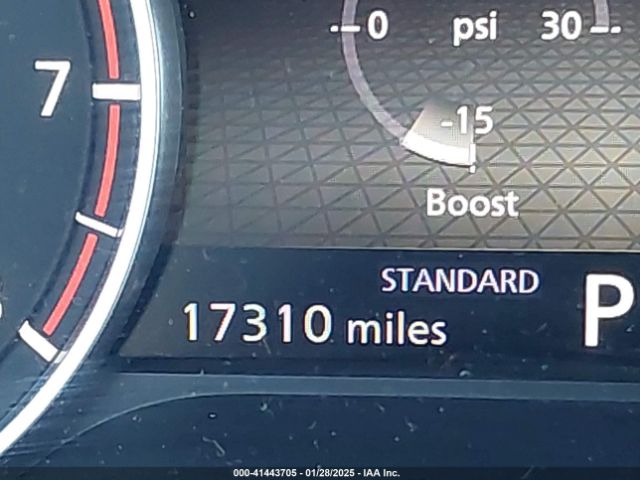 0 psi 30
7
-15
Boost
STANDARD
17310 miles P
000-41443705 - 01/28/2025 - IAA Inc.